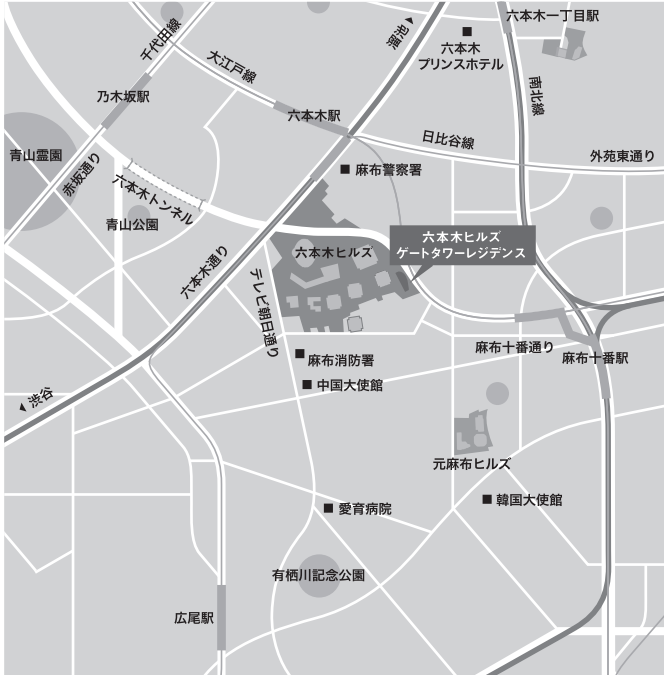 六本木一丁目駅
溜池
千代田線
六本木
プリンスホテル
大江戸線
南北線
乃木坂駅
六本木駅
日比谷線
外苑東通り
青山霊園
麻布警察署
赤坂通り
六本木トンネル
青山公園
六本木ヒルズ
ゲートタワーレジデンス
六本木ヒルズ
六本木通り
テレビ朝日通り
麻布十番通り
麻布十番駅
麻布消防署
中国大使館
渋谷
元麻布ヒルズ
韓国大使館
愛育病院
有栖川記念公園
広尾駅